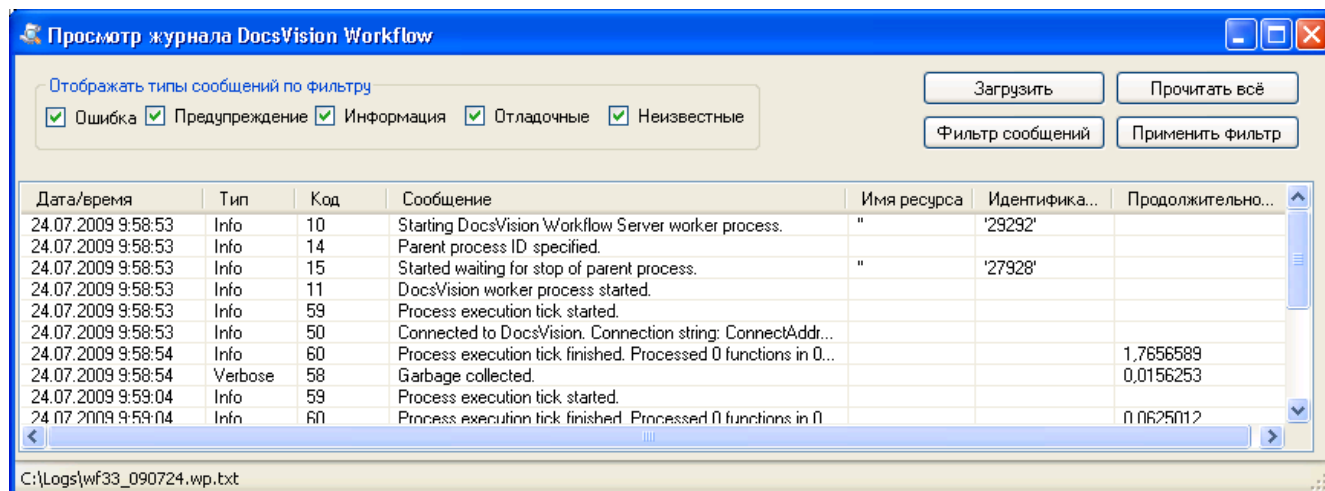 Просмотр журнала DocsVision Workflow
Отображать типы сообщений по фильтру
Ошибка Предупреждение Информация Отладочные Неизвестные
Загрузить Прочитать всё
Фильтр сообщений Применить фильтр
Дата/время Тип Код Сообщение Имя ресурса Идентифика... Продолжительно...
24.07.2009 9:58:53 Info 10 Starting DocsVision Workflow Server worker process. '' '29292'
24.07.2009 9:58:53 Info 14 Parent process ID specified.
24.07.2009 9:58:53 Info 15 Started waiting for stop of parent process. '' '27928'
24.07.2009 9:58:53 Info 11 DocsVision worker process started.
24.07.2009 9:58:53 Info 59 Process execution tick started.
24.07.2009 9:58:53 Info 50 Connected to DocsVision. Connection string: ConnectAddr...
24.07.2009 9:58:54 Info 60 Process execution tick finished. Processed 0 functions in 0... 1,7656589
24.07.2009 9:58:54 Verbose 58 Garbage collected. 0,0156253
24.07.2009 9:59:04 Info 59 Process execution tick started.
24.07.2009 9:59:04 Info 60 Process execution tick finished. Processed 0 functions in 0... 0,0625012
C:\Logs\wf33_090724.wp.txt